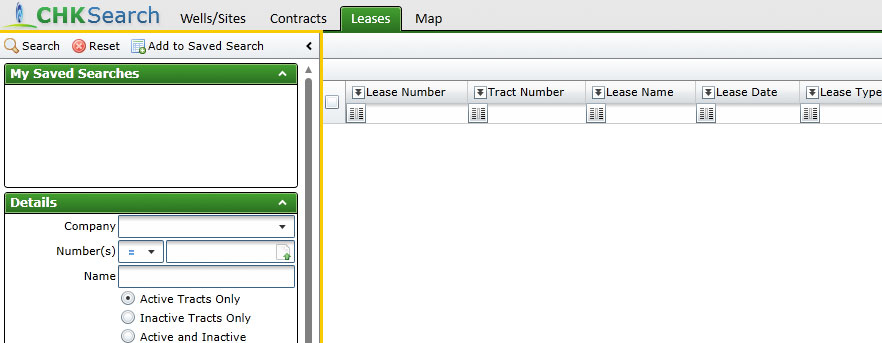 CHKSearch Wells/Sites Contracts Leases Map
Search Reset Add to Saved Search
My Saved Searches
Lease Number Tract Number Lease Name Lease Date Lease Type
Details
Company
Number(s) =
Name
Active Tracts Only
Inactive Tracts Only
Active and Inactive